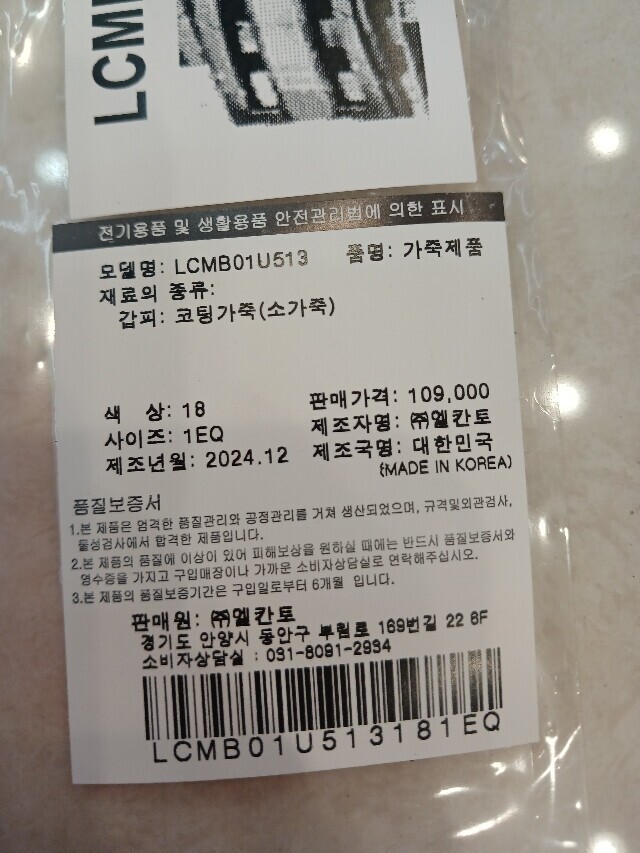 LCM
전기용품 및 생활용품 안전관리법에 의한 표시
모델명: LCMB01U513 품명: 가죽제품
재료의 종류:
갑피: 코팅가죽(소가죽)
색 상: 18 판매가격: 109,000
사이즈: 1EQ 제조자명: ㈜엘칸토
제조년월: 2024.12 제조국명: 대한민국
(MADE IN KOREA)
품질보증서
1.본 제품은 엄격한 품질관리와 공정관리를 거쳐 생산되었으며, 규격및외관검사,
물성검사에서 합격한 제품입니다.
2.본 제품의 품질에 이상이 있어 피해보상을 원하실 때에는 반드시 품질보증서와
영수증을 가지고 구입매장이나 가까운 소비자상담실로 연락해주십시오.
3.본 제품의 품질보증기간은 구입일로부터 6개월 입니다.
판매원: ㈜엘칸토
경기도 안양시 동안구 부림로 169번길 22 6F
소비자상담실 : 031-8091-2934
LCMB01U513181EQ